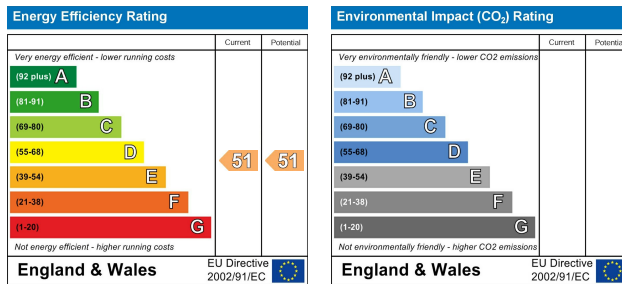 Energy Efficiency Rating
Current Potential
Very energy efficient - lower running costs
(92 plus) A
(81-91) B
(69-80) C
(55-68) D
(39-54) E
(21-38) F
(1-20) G
51 51
Not energy efficient - higher running costs
England & Wales
EU Directive
2002/91/EC
Environmental Impact (CO₂) Rating
Current Potential
Very environmentally friendly - lower CO2 emissions
(92 plus) A
(81-91) B
(69-80) C
(55-68) D
(39-54) E
(21-38) F
(1-20) G
Not environmentally friendly - higher CO2 emissions
England & Wales
EU Directive
2002/91/EC